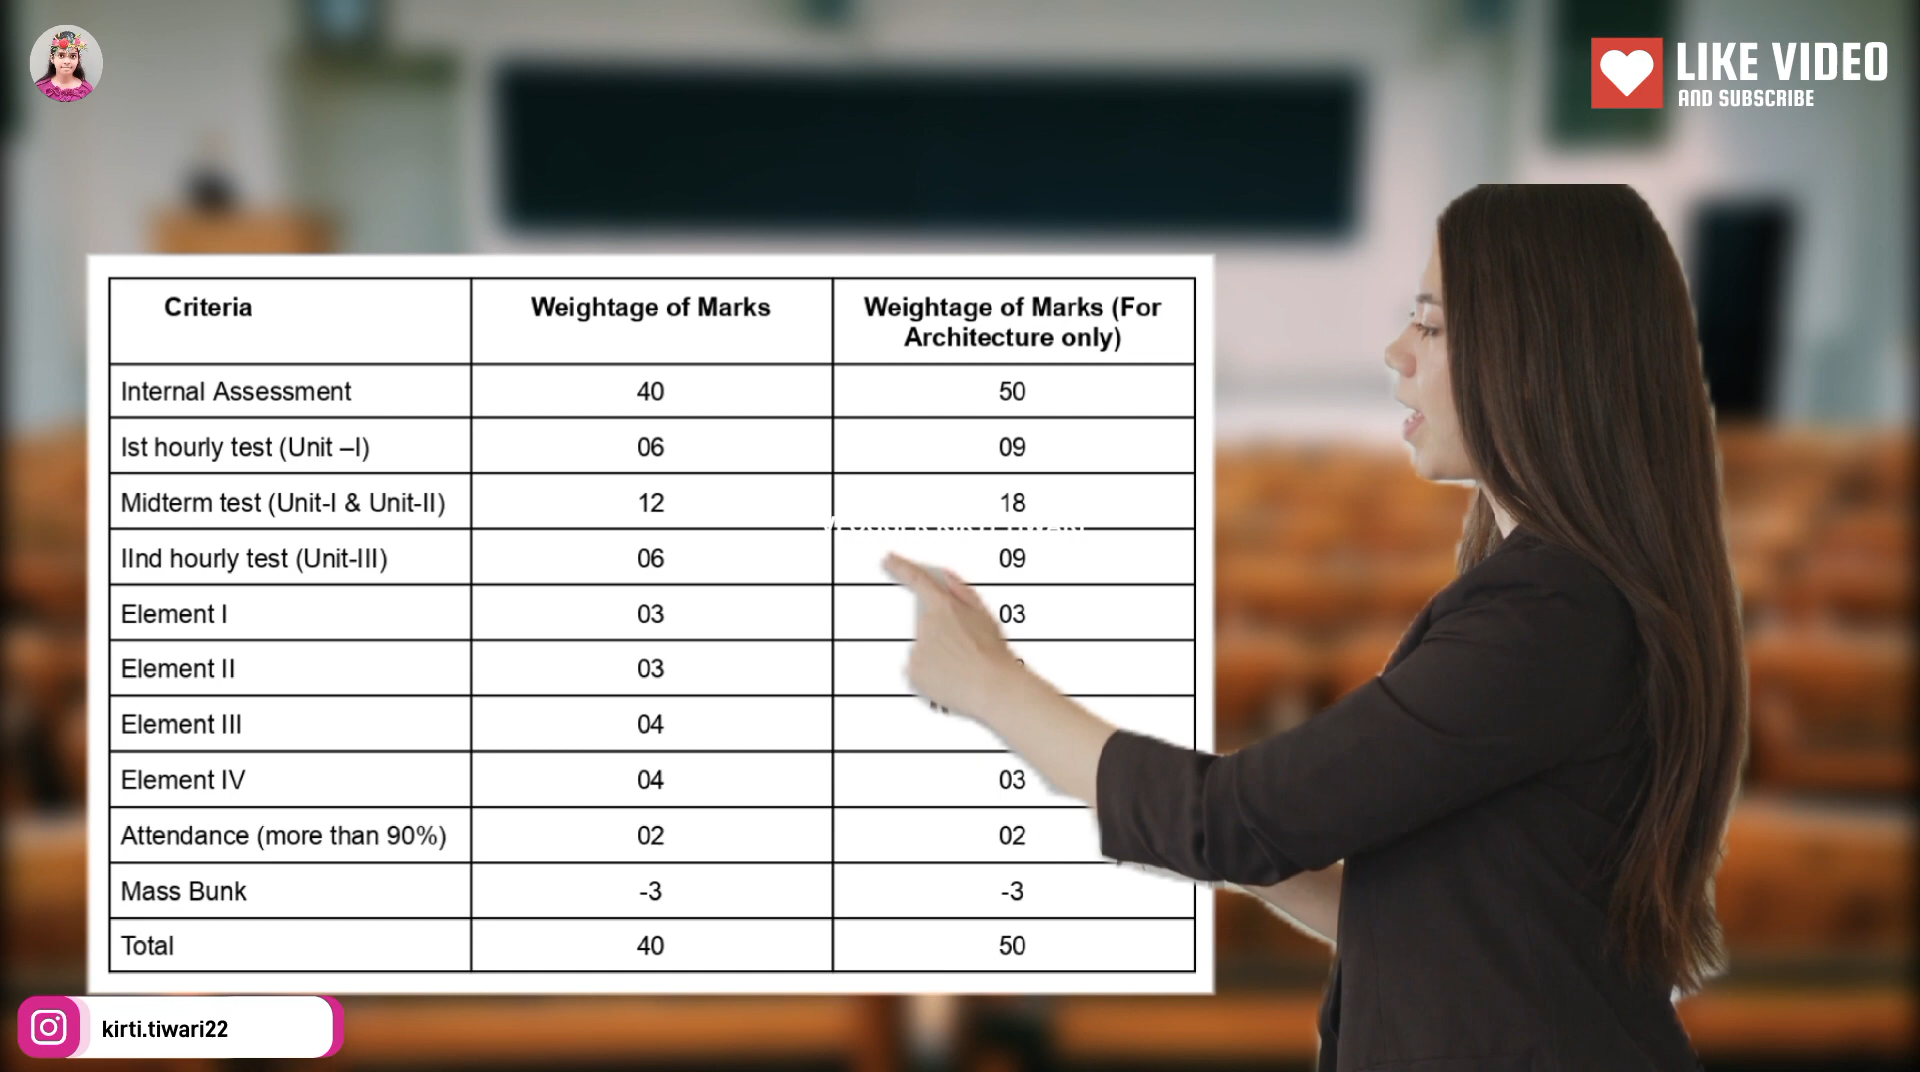 LIKE VIDEO
AND SUBSCRIBE
Criteria Weightage of Marks Weightage of Marks (For
Architecture only)
Internal Assessment 40 50
Ist hourly test (Unit –I) 06 09
Midterm test (Unit-I & Unit-II) 12 18
IInd hourly test (Unit-III) 06 09
Element I 03 03
Element II 03
Element III 04
Element IV 04 03
Attendance (more than 90%) 02 02
Mass Bunk -3 -3
Total 40 50
kirti.tiwari22